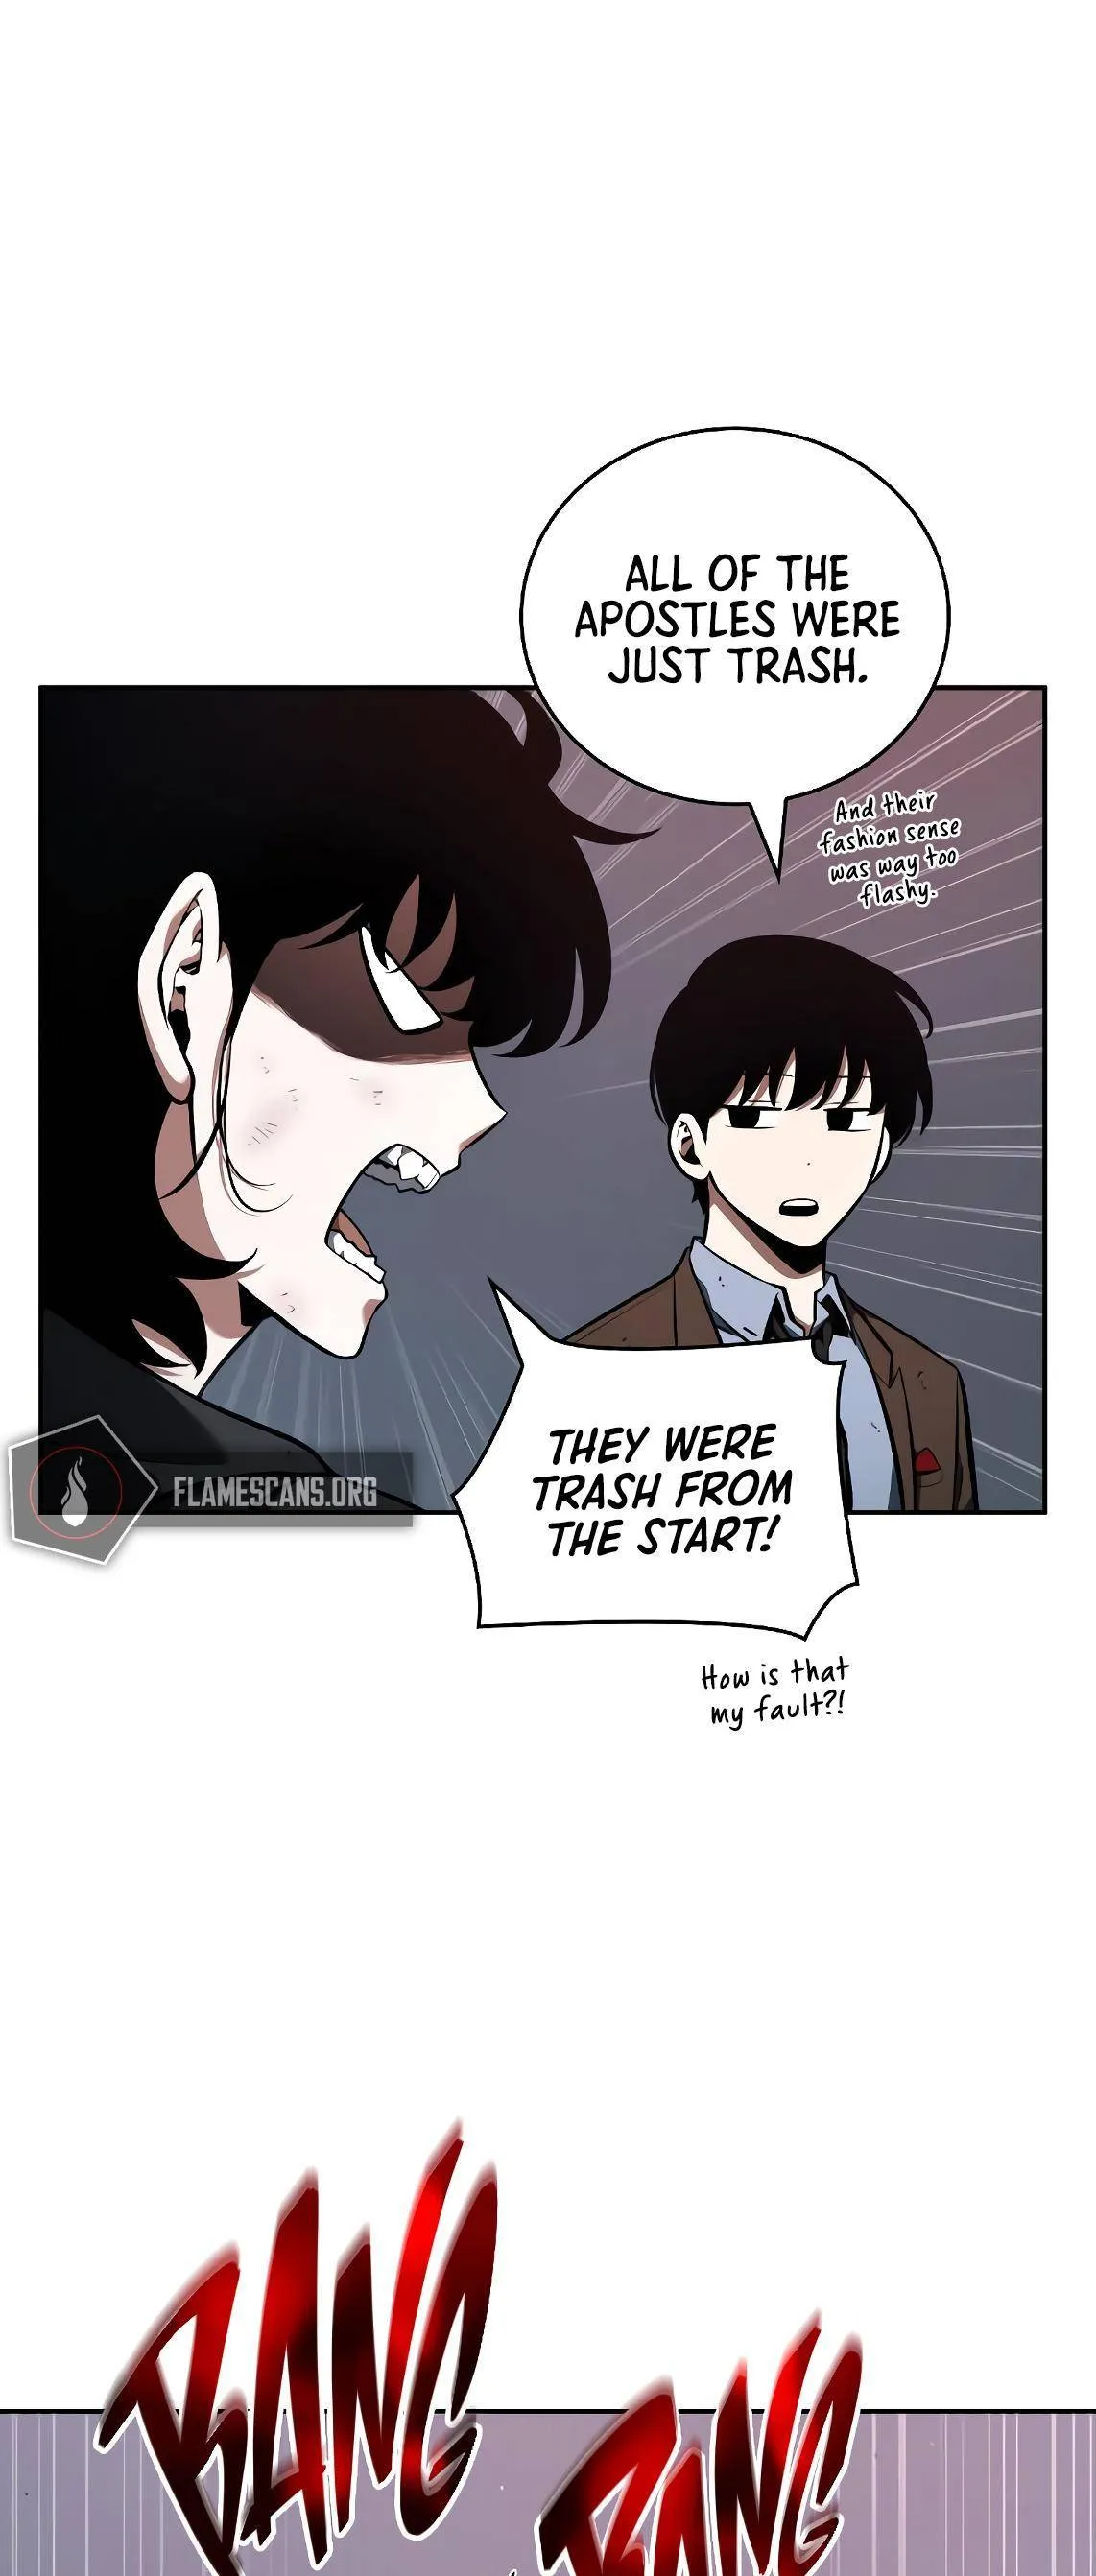 ALL OF THE
APOSTLES WERE
JUST TRASH.
And their
fashion sense
was way too
flashy.
THEY WERE
TRASH FROM
THE START!
FLAMESCANS.ORG
How is that
my fault?!
BANG
BANG